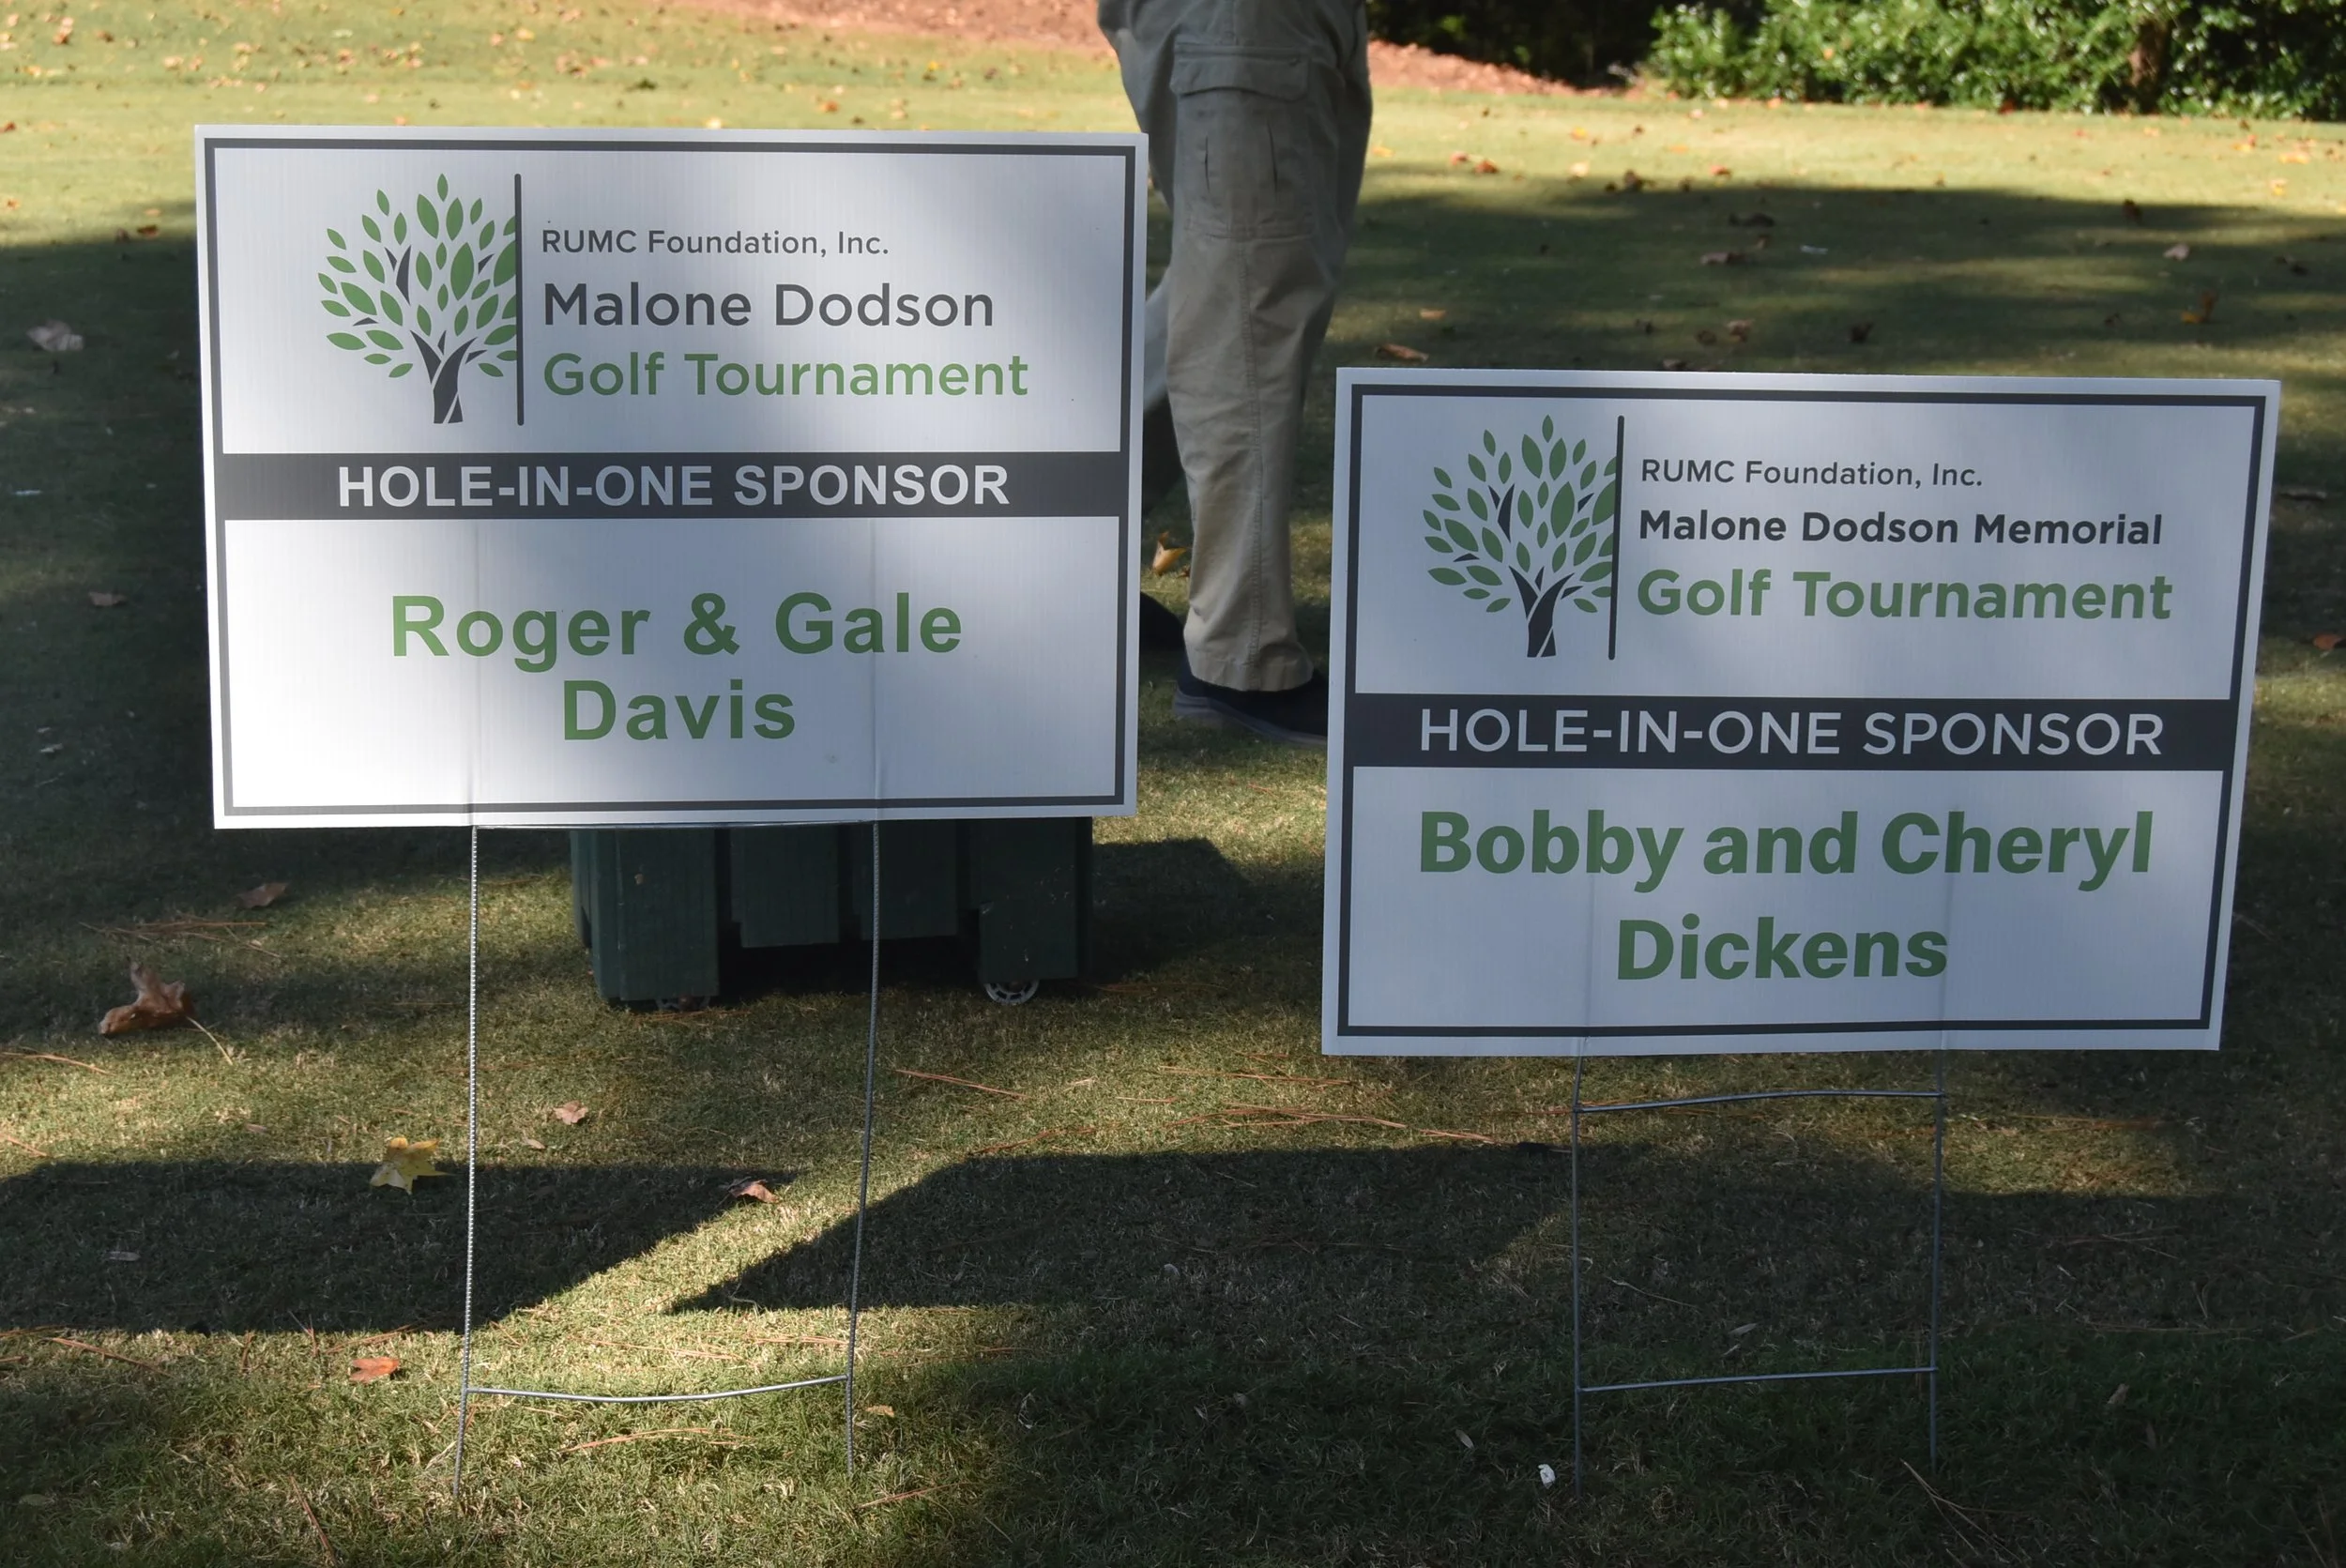 RUMC Foundation, Inc.
Malone Dodson
Golf Tournament
HOLE-IN-ONE SPONSOR
Roger & Gale
Davis
RUMC Foundation, Inc.
Malone Dodson Memorial
Golf Tournament
HOLE-IN-ONE SPONSOR
Bobby and Cheryl
Dickens